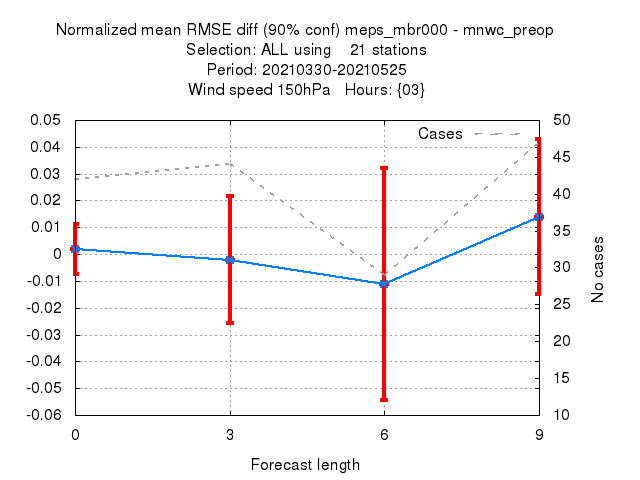 Normalized mean RMSE diff (90% conf) meps_mbr000 - mnwc_preop
Selection: ALL using    21 stations
Period: 20210330-20210525
Wind speed 150hPa   Hours: {03}
Cases
0.05
0.04
0.03
0.02
0.01
0
-0.01
-0.02
-0.03
-0.04
-0.05
-0.06
50
45
40
35
30
25
20
15
10
No cases
0 3 6 9
Forecast length